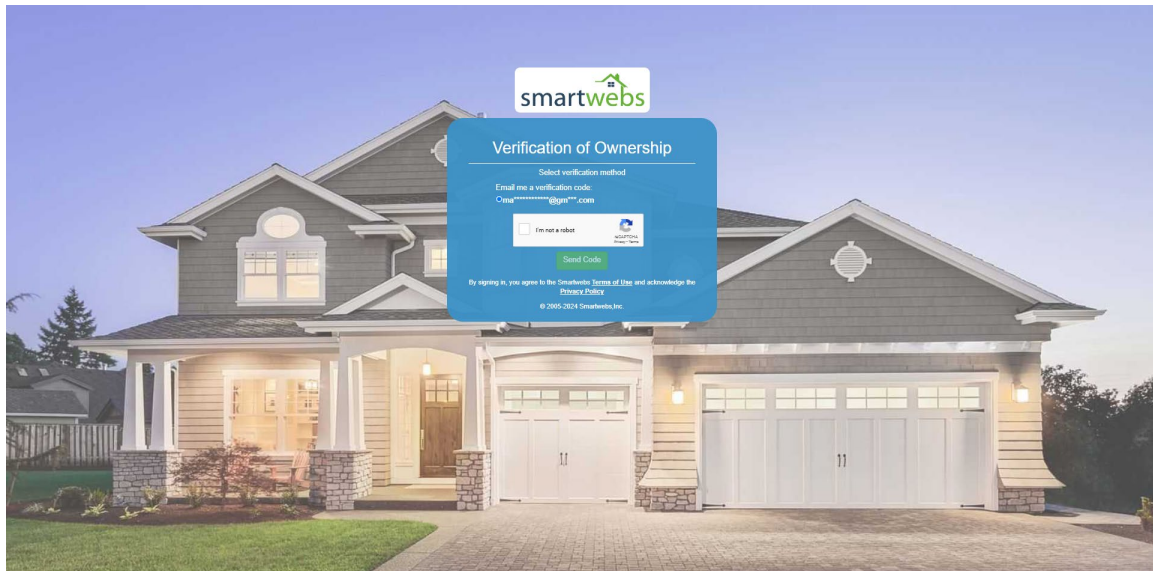 smartwebs
Verification of Ownership
Select verification method
Email me a verification code:
ma************@gm***.com
I'm not a robot
reCAPTCHA
Privacy - Terms
Send Code
By signing in, you agree to the Smartwebs Terms of Use and acknowledge the
Privacy Policy
© 2005-2024 Smartwebs,Inc.